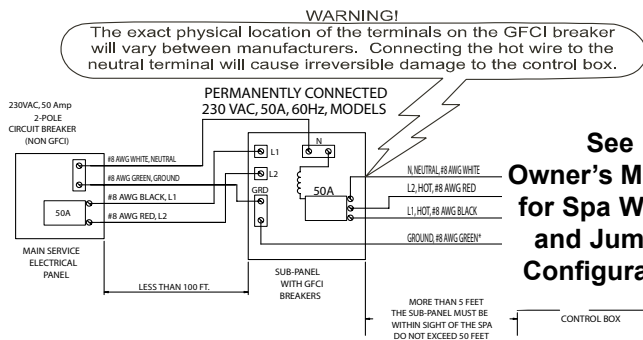 WARNING!
The exact physical location of the terminals on the GFCI breaker
will vary between manufacturers. Connecting the hot wire to the
neutral terminal will cause irreversible damage to the control box.
PERMANENTLY CONNECTED
230 VAC, 50A, 60Hz, MODELS
230VAC, 50 Amp
2-POLE
CIRCUIT BREAKER
(NON GFCI)
#8 AWG WHITE, NEUTRAL
#8 AWG GREEN, GROUND
#8 AWG BLACK, L1
#8 AWG RED, L2
50A
MAIN SERVICE
ELECTRICAL
PANEL
LESS THAN 100 FT.
L1
N
L2
GRD
50A
SUB-PANEL
WITH GFCI
BREAKERS
N, NEUTRAL, #8 AWG WHITE
L2, HOT, #8 AWG RED
L1, HOT, #8 AWG BLACK
GROUND, #8 AWG GREEN*
See
Owner's M
for Spa W
and Jum
Configura
MORE THAN 5 FEET
THE SUB-PANEL MUST BE
WITHIN SIGHT OF THE SPA
DO NOT EXCEED 50 FEET
CONTROL BOX